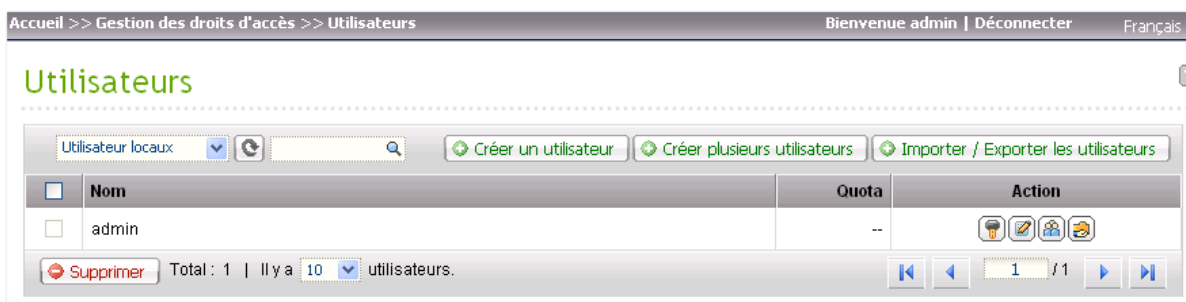 Accueil >> Gestion des droits d'accès >> Utilisateurs Bienvenue admin | Déconnecter Français
Utilisateurs
Utilisateur locaux Créer un utilisateur Créer plusieurs utilisateurs Importer / Exporter les utilisateurs
Nom Quota Action
admin --
Supprimer Total : 1 | Il y a 10 utilisateurs. 1 / 1